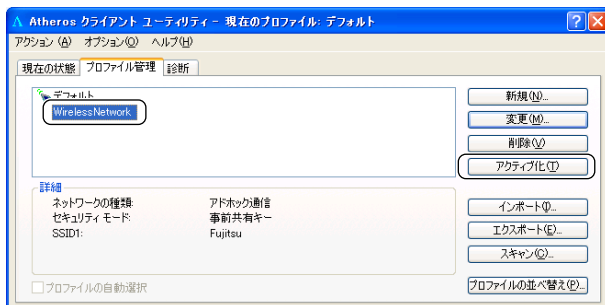 Atheros クライアント ユーティリティ - 現在のプロファイル: デフォルト
アクション (A) オプション(O) ヘルプ(H)
現在の状態 プロファイル管理 診断
デフォルト
WirelessNetwork
新規(N)...
変更(M)...
削除(V)
アクティブ化(T)
詳細
ネットワークの種類: アドホック通信
セキュリティ モード: 事前共有キー
SSID1: Fujitsu
インポート(I)...
エクスポート(E)...
スキャン(C)...
プロファイルの自動選択
プロファイルの並べ替え(P)...